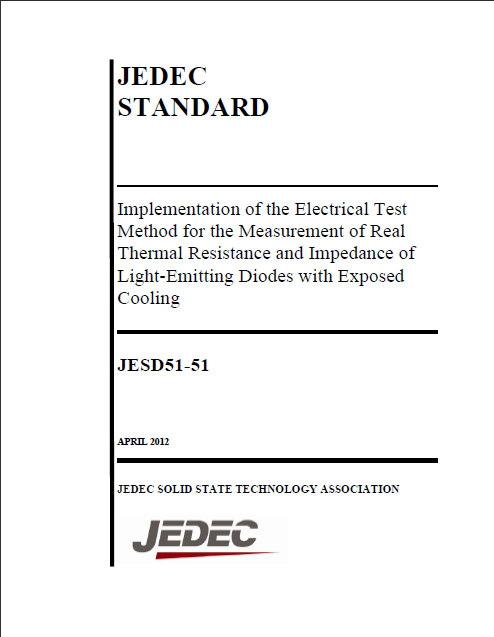 JEDEC
STANDARD
Implementation of the Electrical Test
Method for the Measurement of Real
Thermal Resistance and Impedance of
Light-Emitting Diodes with Exposed
Cooling
JESD51-51
APRIL 2012
JEDEC SOLID STATE TECHNOLOGY ASSOCIATION
JEDEC